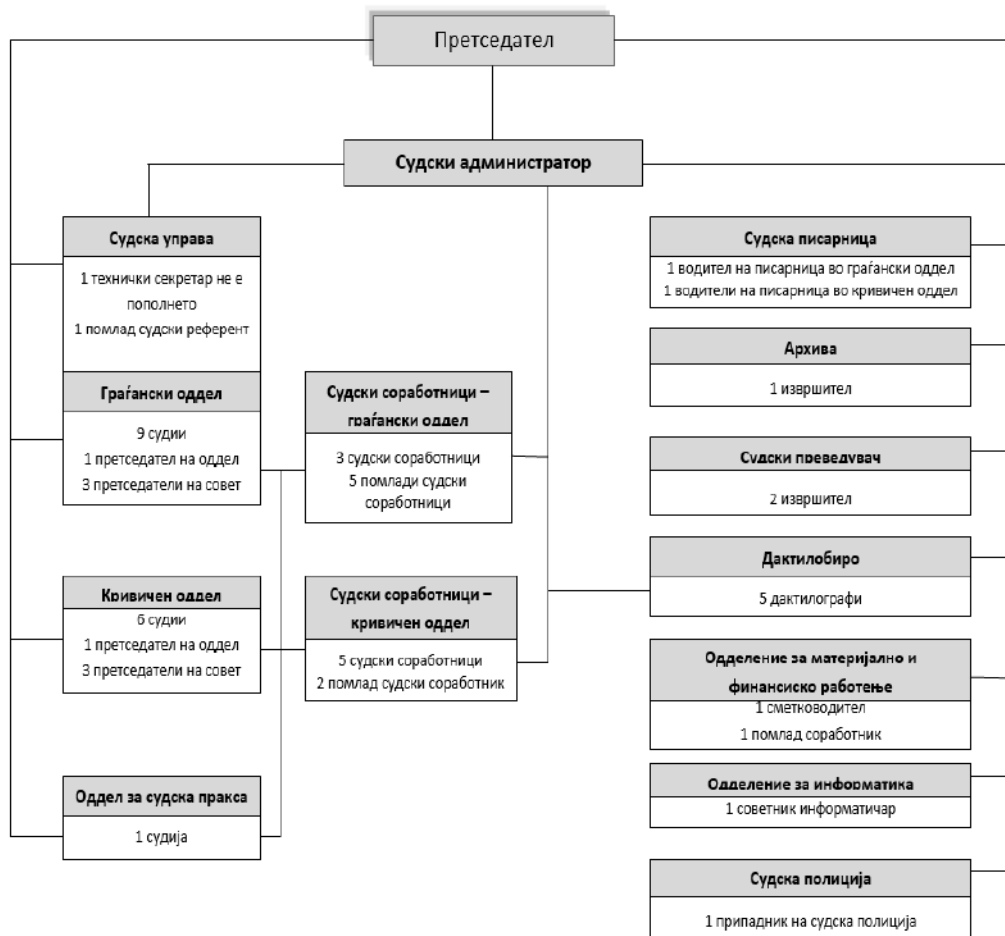 Претседател
Судски администратор
Судска управа
1 технички секретар не е
пополнето
1 помлад судски референт
Граѓански оддел
9 судии
1 претседател на оддел
3 претседатели на совет
Кривичен оддел
6 судии
1 претседател на оддел
3 претседатели на совет
Оддел за судска пракса
1 судија
Судски соработници –
граѓански оддел
3 судски соработници
5 помлади судски
соработници
Судски соработници –
кривичен оддел
5 судски соработници
2 помлад судски соработник
Судска писарница
1 водител на писарница во граѓански оддел
1 водители на писарница во кривичен оддел
Архива
1 извршител
Судски преведувач
2 извршител
Дактилобиро
5 дактилографи
Одделение за материјално и
финансиско работење
1 сметководител
1 помлад соработник
Одделение за информатика
1 советник информатичар
Судска полиција
1 припадник на судска полиција